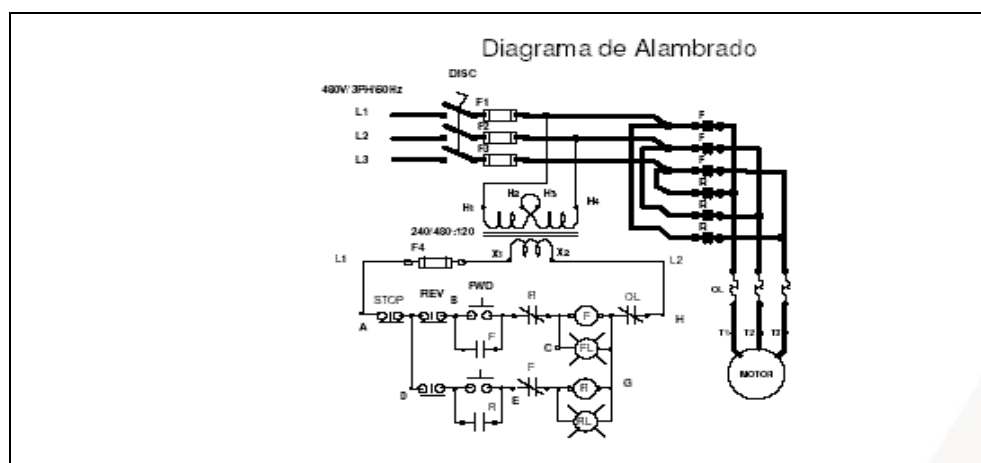 Diagrama de Alambrado
DISC
480V/3PH/60Hz
L1
F1
L2
F2
L3
F3
F
F
F
R
R
R
H1 H2 H3 H4
240/480:120
F4
X1 X2
L1
L2
OL
STOP REV B FWD R OL
F
A
H
F
C FL
T1 T2 T3
MOTOR
F
G
D
R
E
R
RL